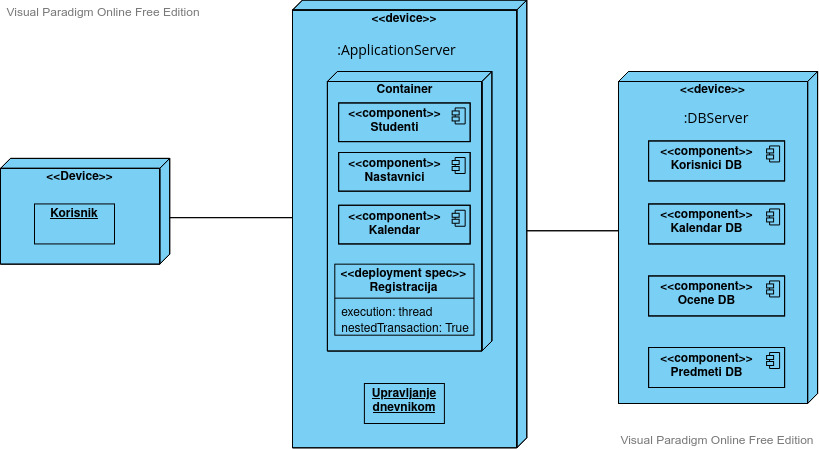 Visual Paradigm Online Free Edition
<<Device>>
Korisnik
<<device>>
:ApplicationServer
Container
<<component>>
Studenti
<<component>>
Nastavnici
<<component>>
Kalendar
<<deployment spec>>
Registracija
execution: thread
nestedTransaction: True
Upravljanje
dnevnikom
<<device>>
:DBServer
<<component>>
Korisnici DB
<<component>>
Kalendar DB
<<component>>
Ocene DB
<<component>>
Predmeti DB
Visual Paradigm Online Free Edition